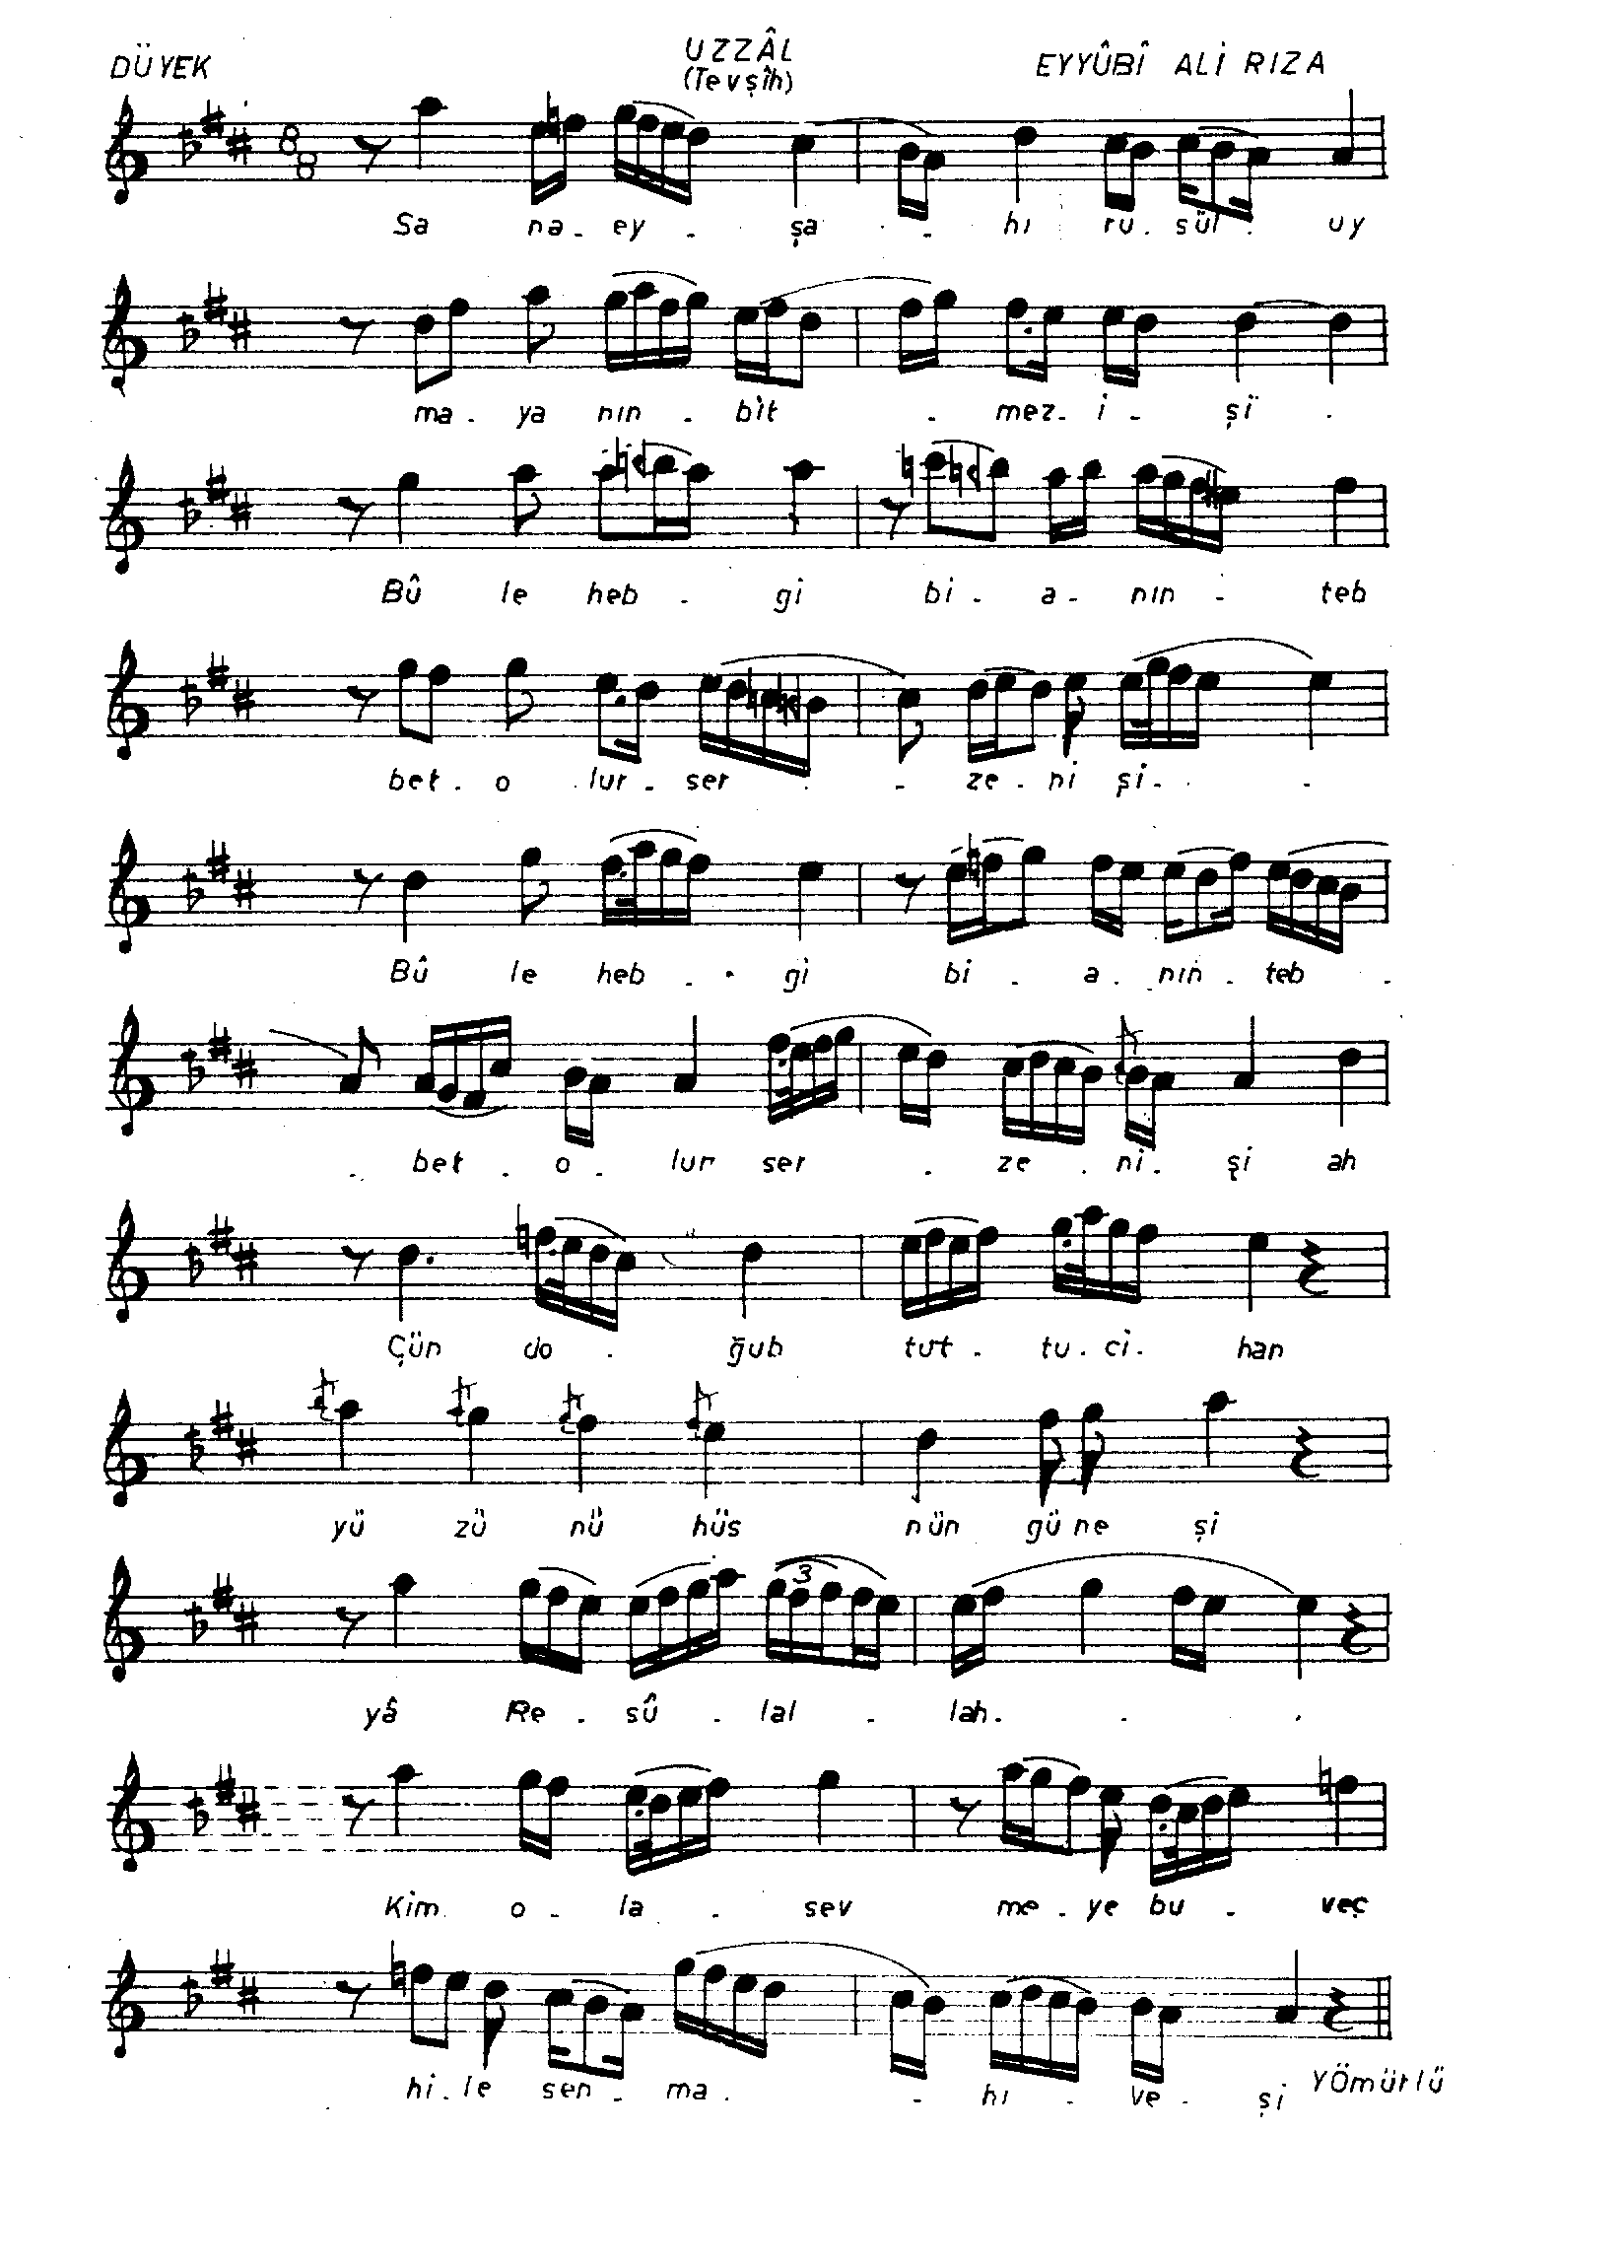 DÜYEK
UZZÂL
(Tevşîh)
EYYÛBÎ ALİ RIZA
8
8
Sa na - ey - şa - hı ru - sül - uy
ma - ya nın - bit - mez - i - şi -
Bû le heb - gi bi - a - nın - teb
bet - o lur - ser - - ze - ni şi - - -
Bû le heb - - gi bi - a - nın - teb -
- bet - o - lur ser - ze - ni - şi ah
Çün do - ğub tut - tu - ci - han
yü zü nü hüs nün gü ne şi
3
yâ Re - sû - lal - lah - - -
Kim o - la - sev me - ye bu - veç
hi - le sen - ma - - hı - ve - şi
YÖmürlü